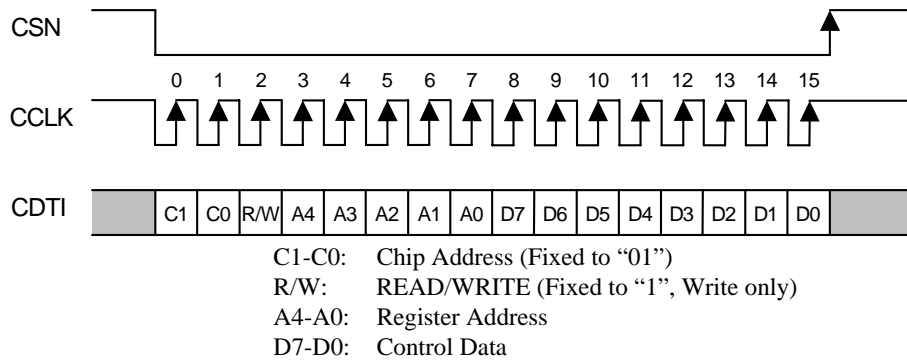 CSN
0 1 2 3 4 5 6 7 8 9 10 11 12 13 14 15
CCLK
CDTI C1 C0 R/W A4 A3 A2 A1 A0 D7 D6 D5 D4 D3 D2 D1 D0
C1-C0: Chip Address (Fixed to “01”)
R/W: READ/WRITE (Fixed to “1”, Write only)
A4-A0: Register Address
D7-D0: Control Data